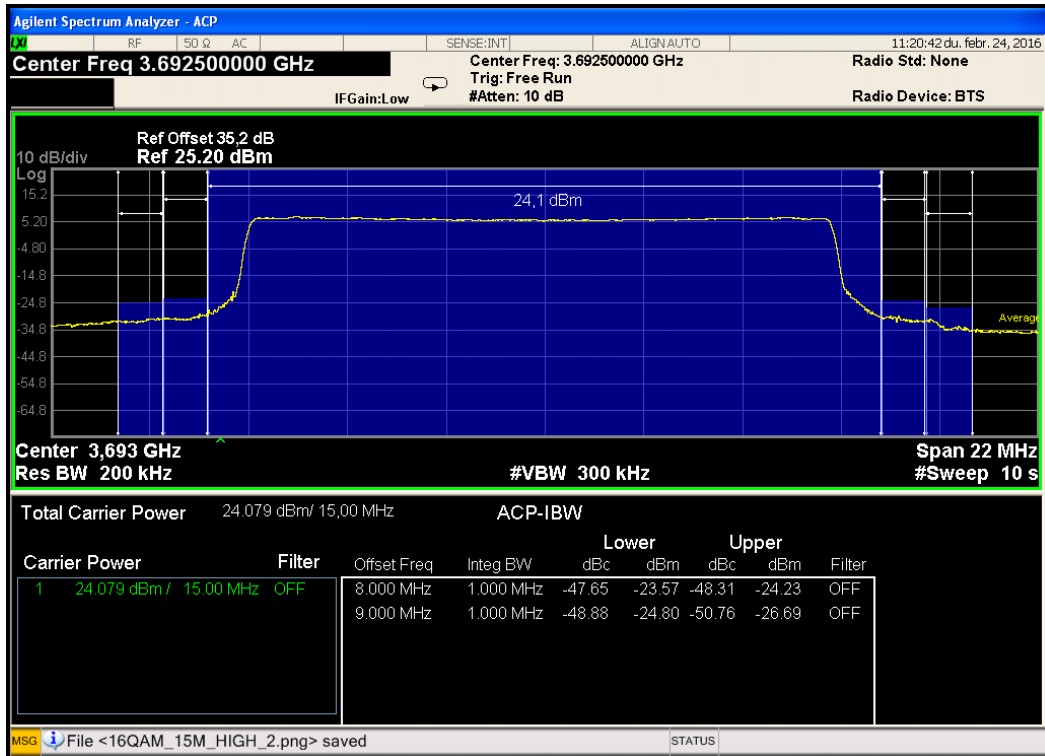 Agilent Spectrum Analyzer - ACP
LXI RF 50 Ω AC SENSE:INT ALIGN AUTO 11:20:42 du. febr. 24, 2016
Center Freq 3.692500000 GHz Center Freq: 3.692500000 GHz Radio Std: None
Trig: Free Run
IFGain:Low #Atten: 10 dB Radio Device: BTS
Ref Offset 35,2 dB
10 dB/div Ref 25.20 dBm
Log
15.2
24,1 dBm
5.20
-4.80
-14.8
-24.8
Average
-34.8
-44.8
-54.8
-64.8
Center 3,693 GHz Span 22 MHz
Res BW 200 kHz #VBW 300 kHz #Sweep 10 s
Total Carrier Power 24.079 dBm/ 15,00 MHz ACP-IBW
Lower Upper
Carrier Power Filter Offset Freq Integ BW dBc dBm dBc dBm Filter
1 24.079 dBm / 15.00 MHz OFF 8.000 MHz 1.000 MHz -47.65 -23.57 -48.31 -24.23 OFF
9.000 MHz 1.000 MHz -48.88 -24.80 -50.76 -26.69 OFF
MSG File <16QAM_15M_HIGH_2.png> saved STATUS